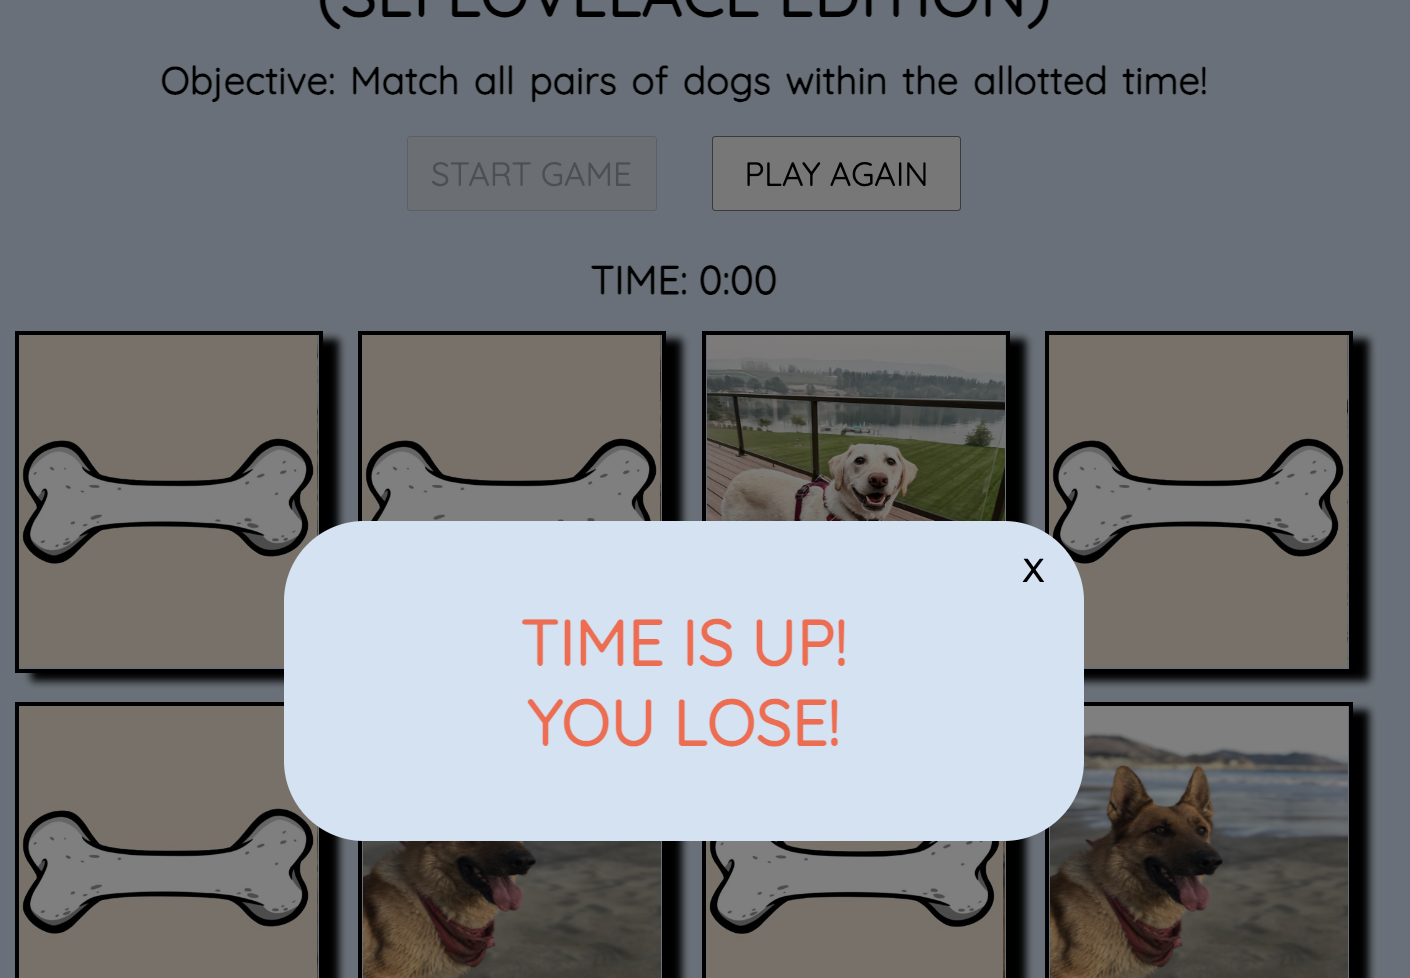 (SEI LOVELACE EDITION)
Objective: Match all pairs of dogs within the allotted time!
START GAME
PLAY AGAIN
TIME: 0:00
X
TIME IS UP!
YOU LOSE!